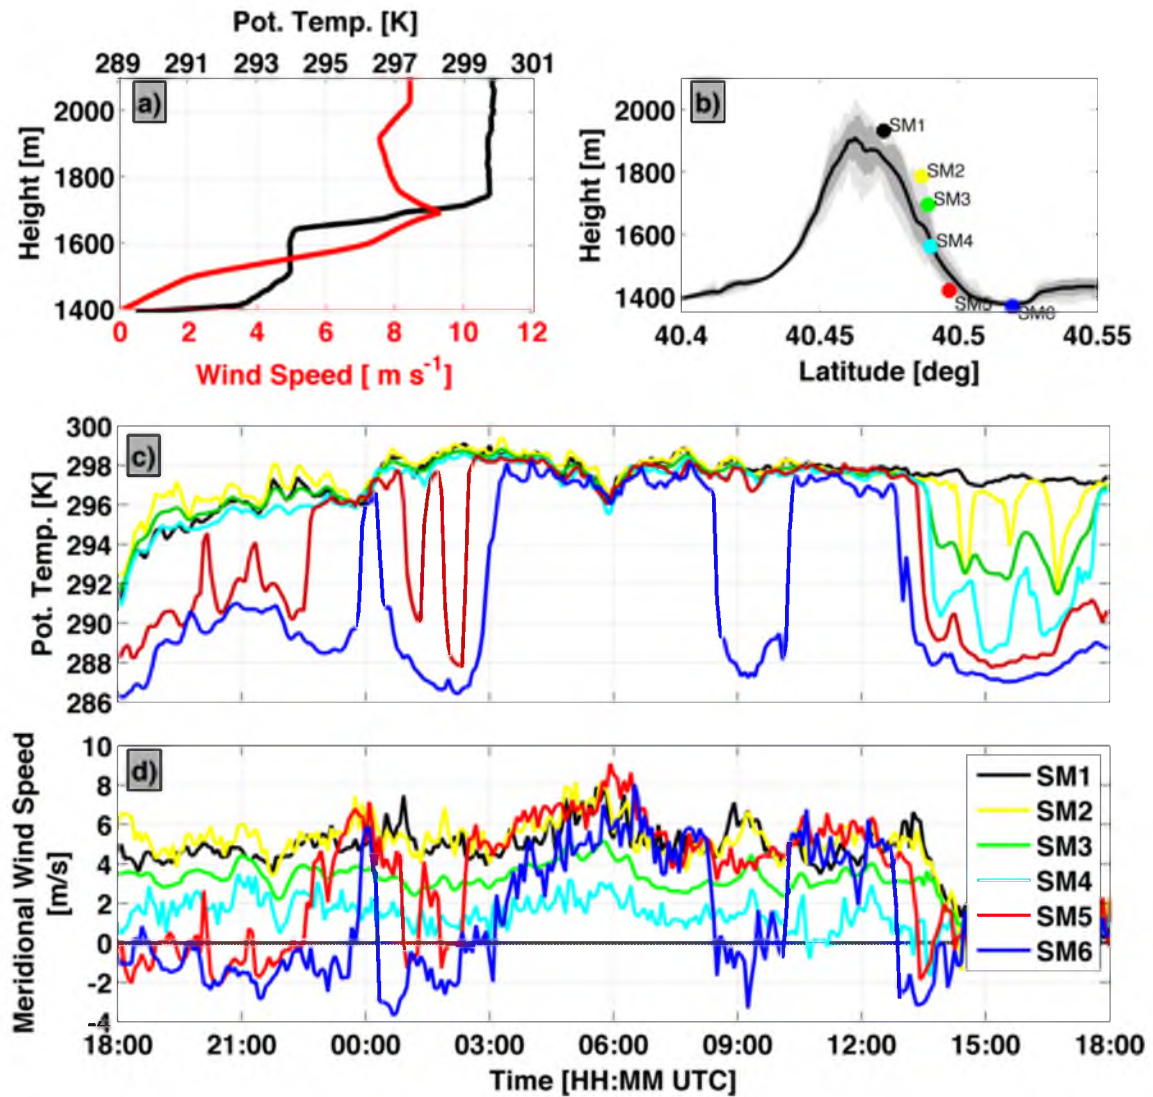 Pot. Temp. [K]
289 291 293 295 297 299 301
a)
2000
1800
1600
1400
Height [m]
0 2 4 6 8 10 12
Wind Speed [ m s-1]
b)
2000
1800
1600
1400
Height [m]
SM1
SM2
SM3
SM4
SM5
SM6
40.4 40.45 40.5 40.55
Latitude [deg]
c)
300
298
296
294
292
290
288
286
Pot. Temp. [K]
d)
10
8
6
4
2
0
-2
-4
Meridional Wind Speed
[m/s]
SM1
SM2
SM3
SM4
SM5
SM6
18:00 21:00 00:00 03:00 06:00 09:00 12:00 15:00 18:00
Time [HH:MM UTC]